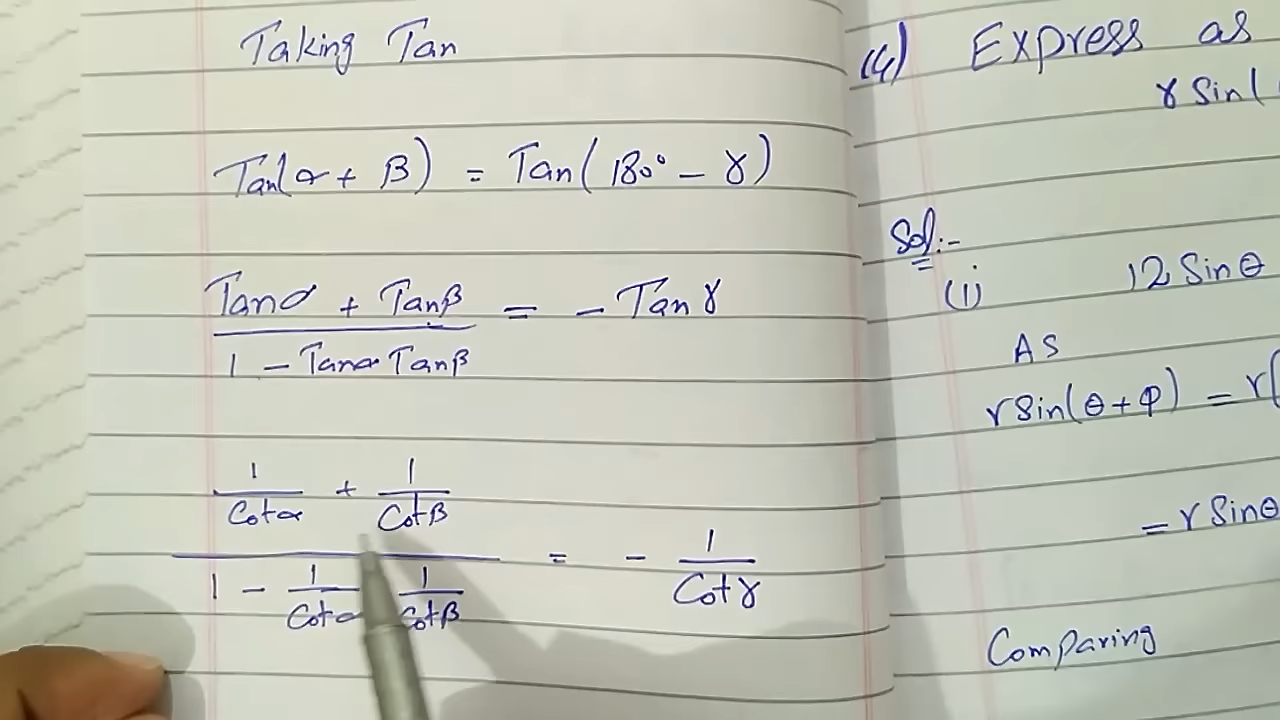 Taking Tan
Tan(α + β) = Tan(180° - γ)
Tanα + Tanβ / 1 - Tanα Tanβ = - Tanγ
1/Cotα + 1/Cotβ / 1 - 1/Cotα 1/Cotβ = - 1/Cotγ
(4) Express as
r Sin(
Sol:-
(i) 12 Sinθ
AS
r Sin(θ + φ) = r(
= r Sinθ
Comparing